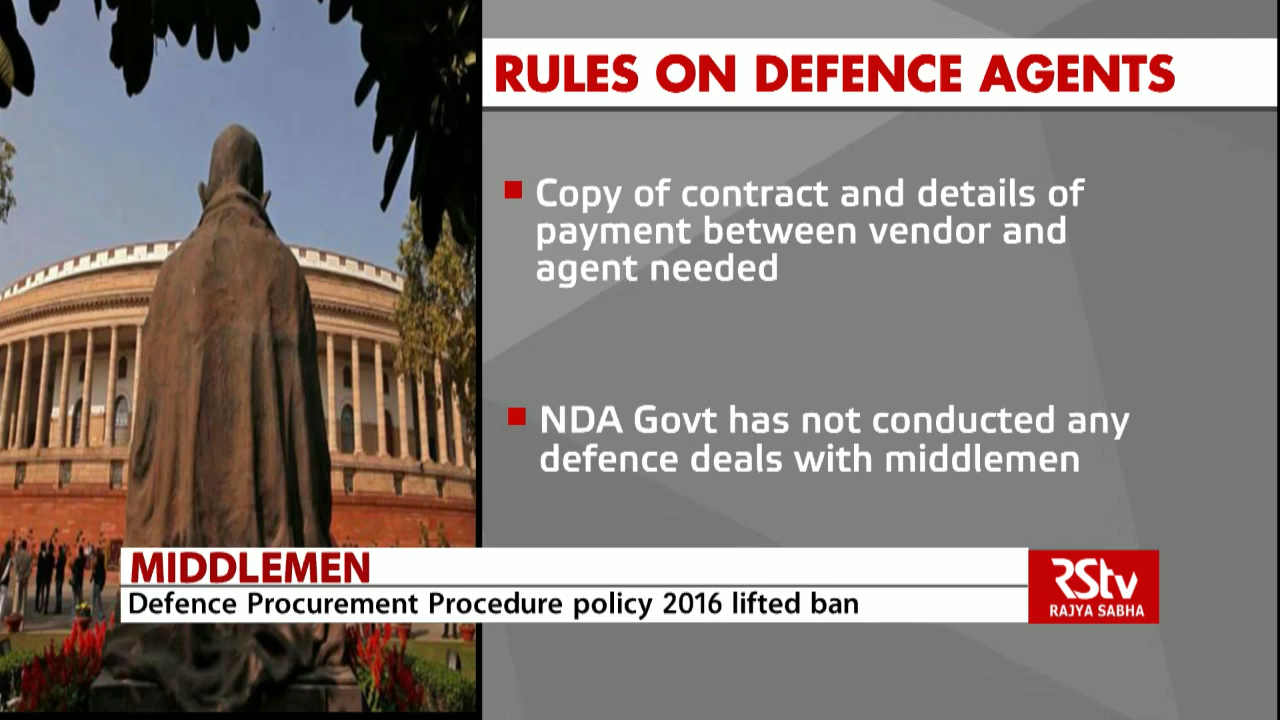 RULES ON DEFENCE AGENTS
Copy of contract and details of
payment between vendor and
agent needed
NDA Govt has not conducted any
defence deals with middlemen
MIDDLEMEN
Defence Procurement Procedure policy 2016 lifted ban
RStv
RAJYA SABHA